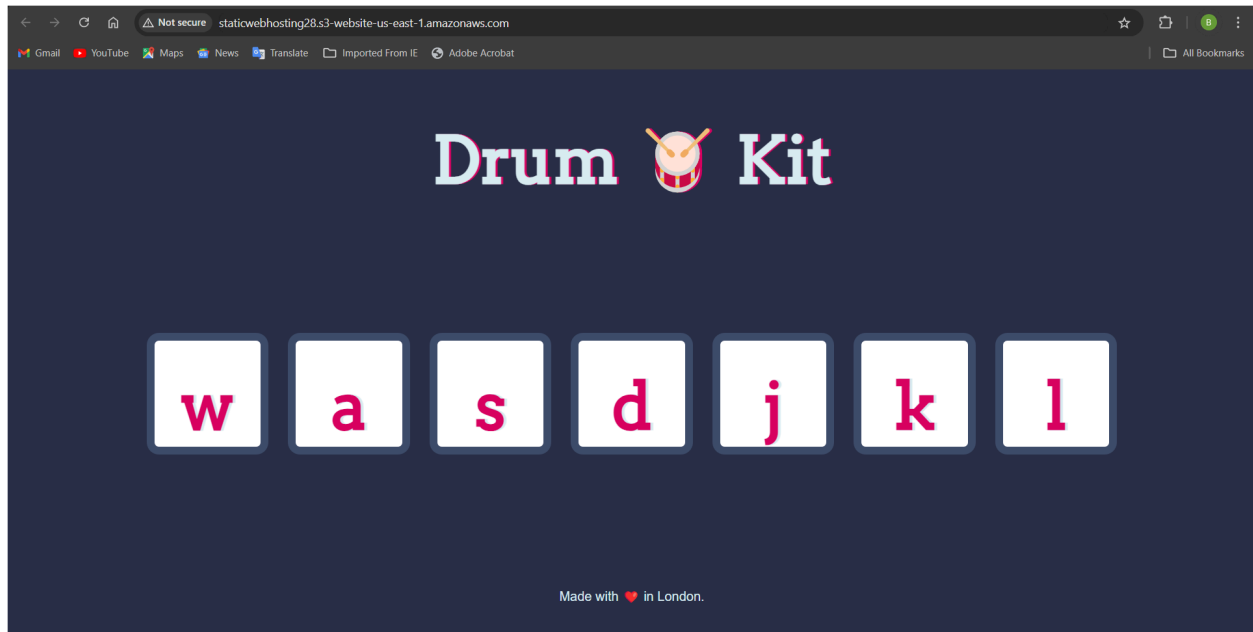 Not secure staticwebhosting28.s3-website-us-east-1.amazonaws.com B
Gmail YouTube Maps News Translate Imported From IE Adobe Acrobat All Bookmarks
Drum 🥁 Kit
w a s d j k l
Made with ❤️ in London.